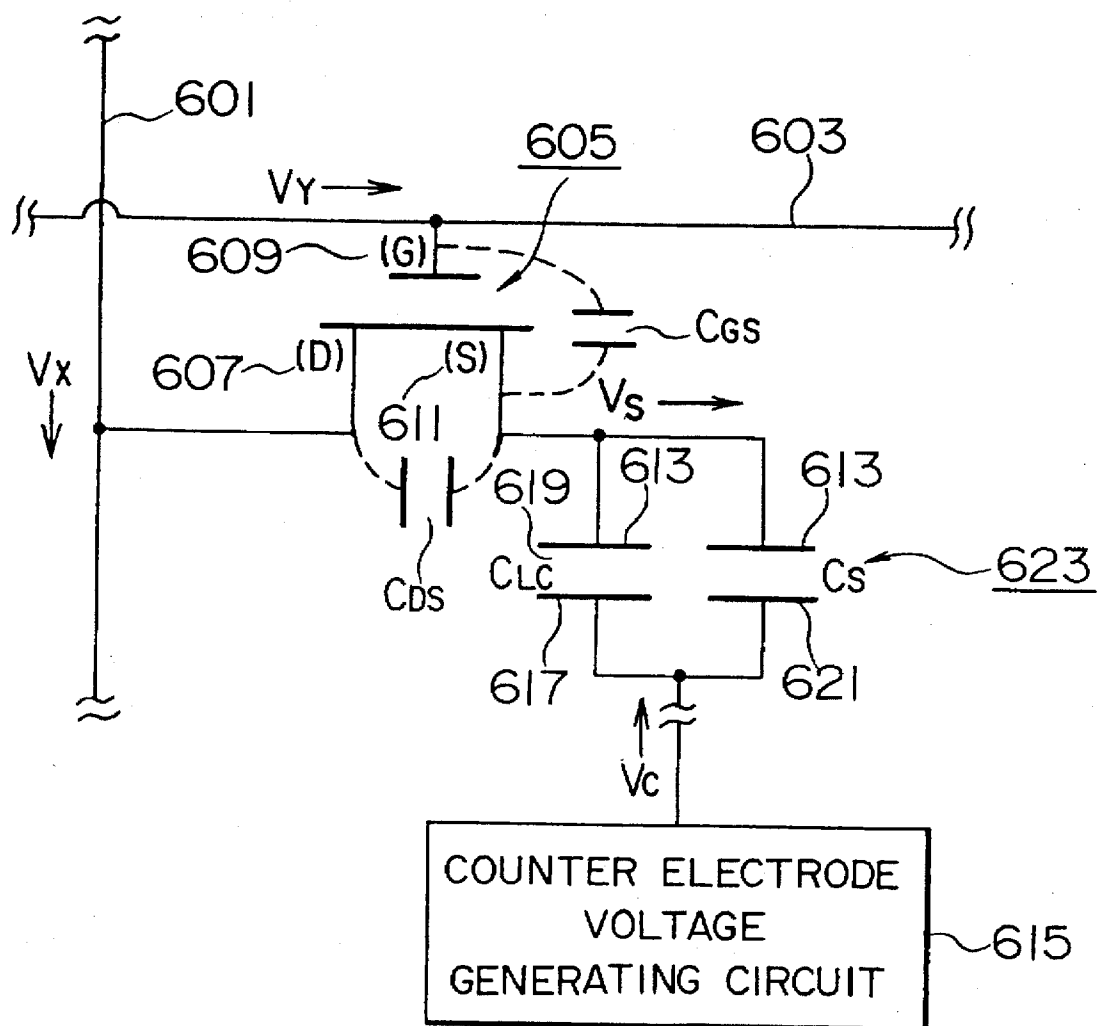 601
603
605
VY
609
(G)
CGS
VX
607
(D)
(S)
611
VS
613
613
619
CLC
CS
623
CDS
617
621
VC
COUNTER ELECTRODE
VOLTAGE
GENERATING CIRCUIT
615